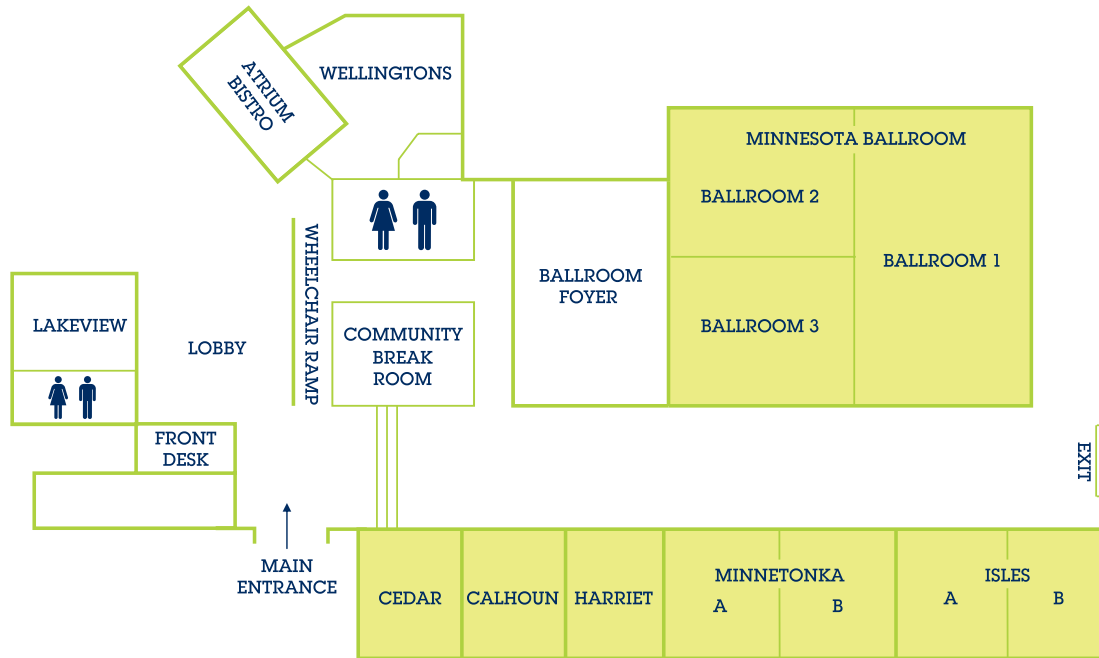 WELLINGTONS
ATRIUM
BISTRO
MINNESOTA BALLROOM
BALLROOM 2
BALLROOM 1
BALLROOM 3
BALLROOM
FOYER
WHEELCHAIR RAMP
LAKEVIEW
LOBBY
COMMUNITY
BREAK
ROOM
FRONT
DESK
EXIT
MAIN
ENTRANCE
CEDAR
CALHOUN
HARRIET
MINNETONKA
A B
ISLES
A B